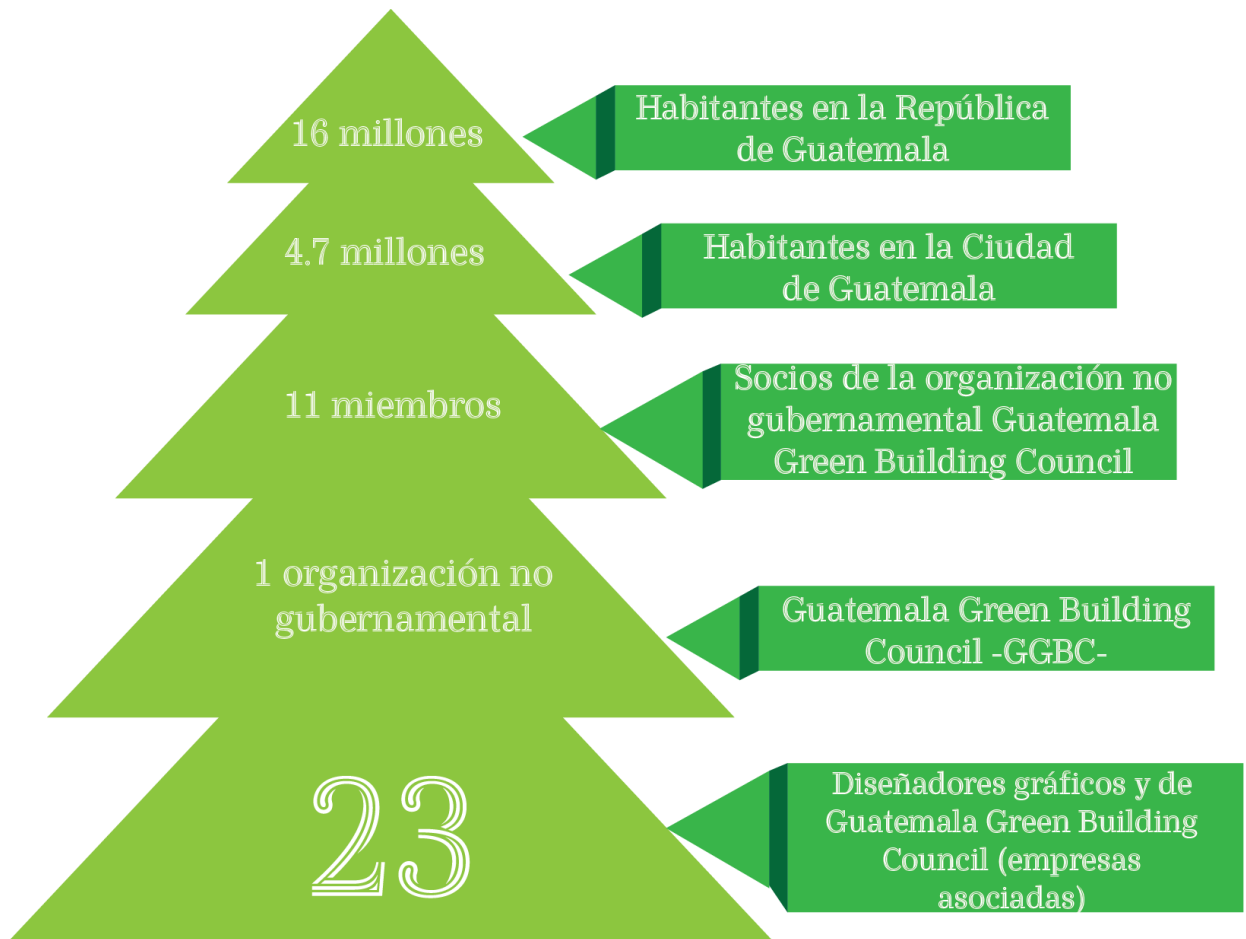 16 millones
Habitantes en la República
de Guatemala
4.7 millones
Habitantes en la Ciudad
de Guatemala
11 miembros
Socios de la organización no
gubernamental Guatemala
Green Building Council
1 organización no
gubernamental
Guatemala Green Building
Council -GGBC-
23
Diseñadores gráficos y de
Guatemala Green Building
Council (empresas
asociadas)